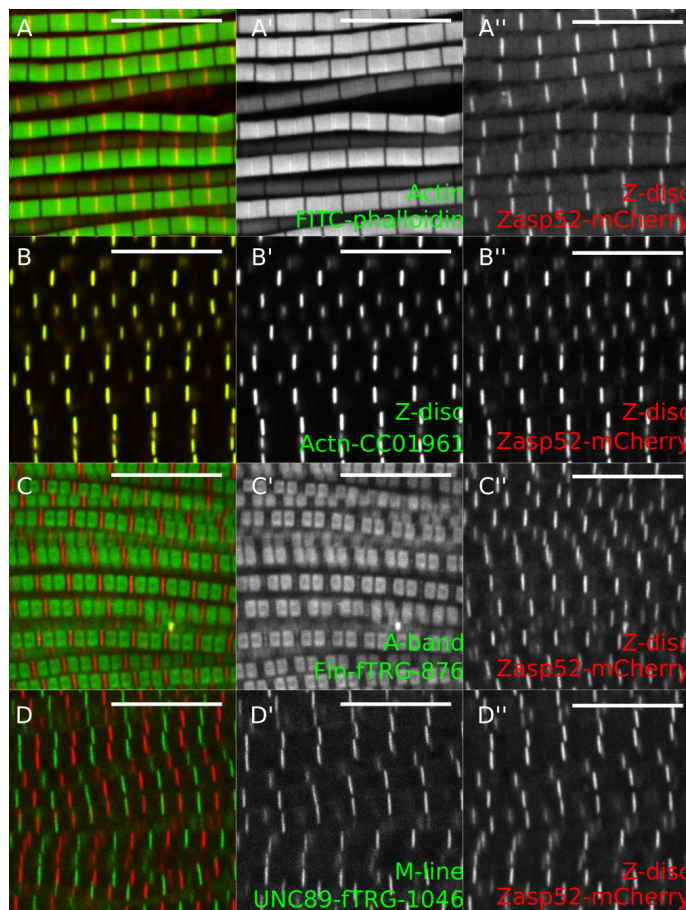 A A' A''
Actin Z-disc
FITC-phalloidin Zasp52-mCherry
B B' B''
Z-disc Z-disc
Actn-CC01961 Zasp52-mCherry
C C' C''
A-band Z-disc
Fln-fTRG-876 Zasp52-mCherry
D D' D''
M-line Z-disc
UNC89-fTRG-1046 Zasp52-mCherry